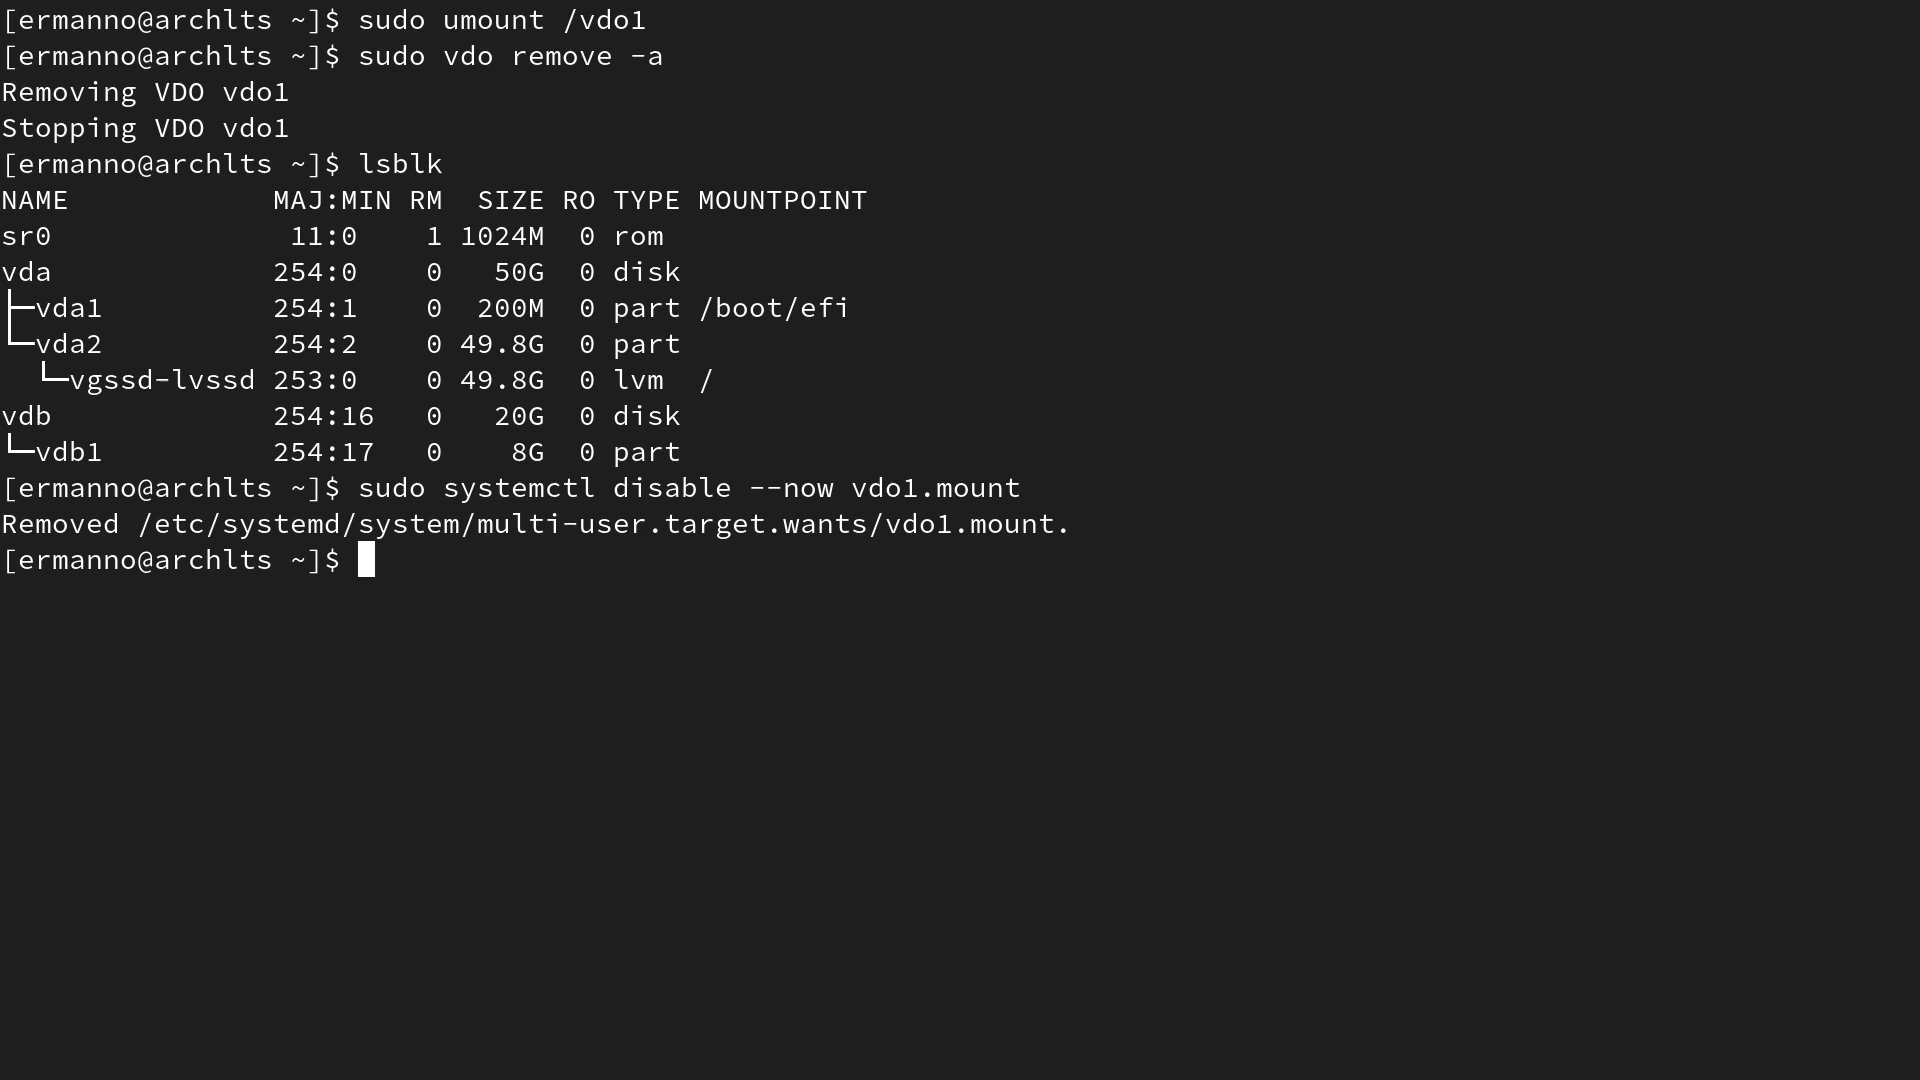 [ermanno@archlts ~]$ sudo umount /vdo1
[ermanno@archlts ~]$ sudo vdo remove -a
Removing VDO vdo1
Stopping VDO vdo1
[ermanno@archlts ~]$ lsblk
NAME            MAJ:MIN RM  SIZE RO TYPE MOUNTPOINT
sr0              11:0    1 1024M  0 rom
vda             254:0    0   50G  0 disk
├─vda1          254:1    0  200M  0 part /boot/efi
└─vda2          254:2    0 49.8G  0 part
  └─vgssd-lvssd 253:0    0 49.8G  0 lvm  /
vdb             254:16   0   20G  0 disk
└─vdb1          254:17   0    8G  0 part
[ermanno@archlts ~]$ sudo systemctl disable --now vdo1.mount
Removed /etc/systemd/system/multi-user.target.wants/vdo1.mount.
[ermanno@archlts ~]$